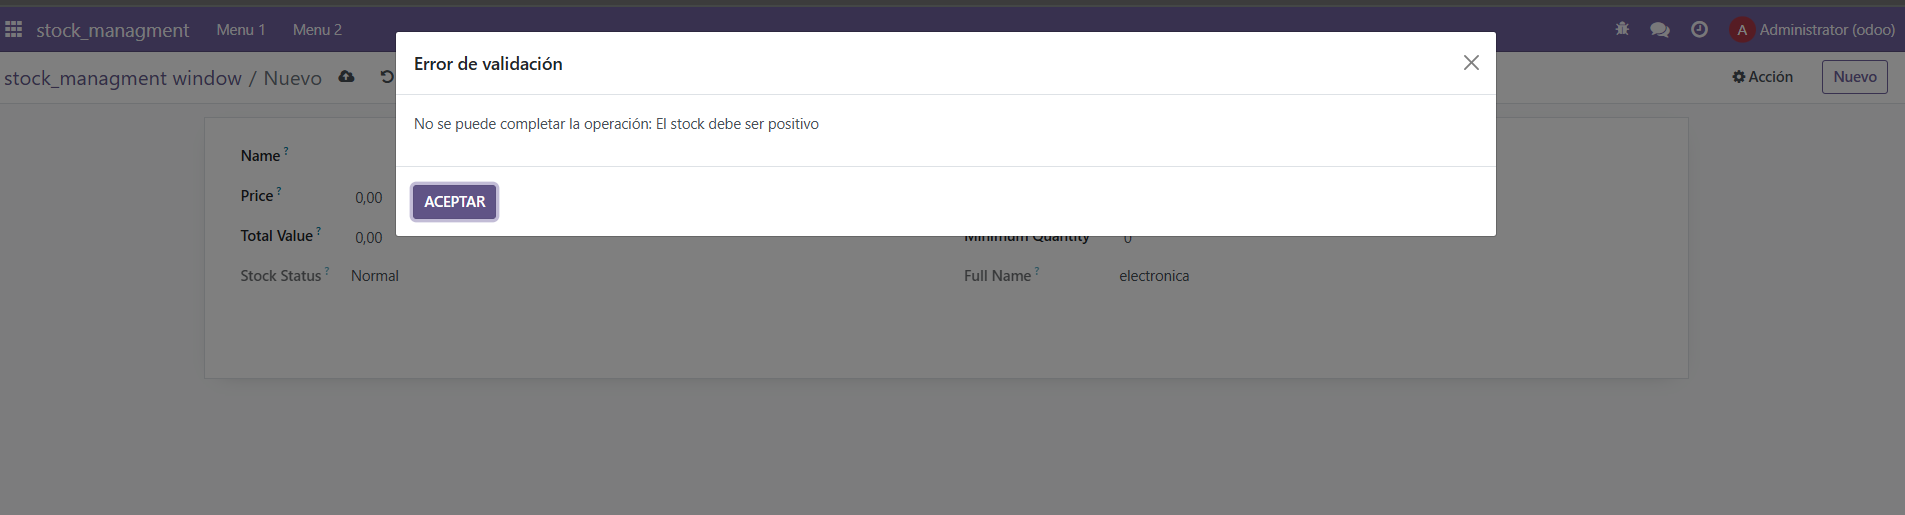 stock_managment Menu 1 Menu 2 A Administrator (odoo)
stock_managment window / Nuevo Acción Nuevo
Error de validación
No se puede completar la operación: El stock debe ser positivo
ACEPTAR
Name ?
Price ? 0,00
Total Value ? 0,00 Minimum Quantity 0
Stock Status ? Normal Full Name ? electronica